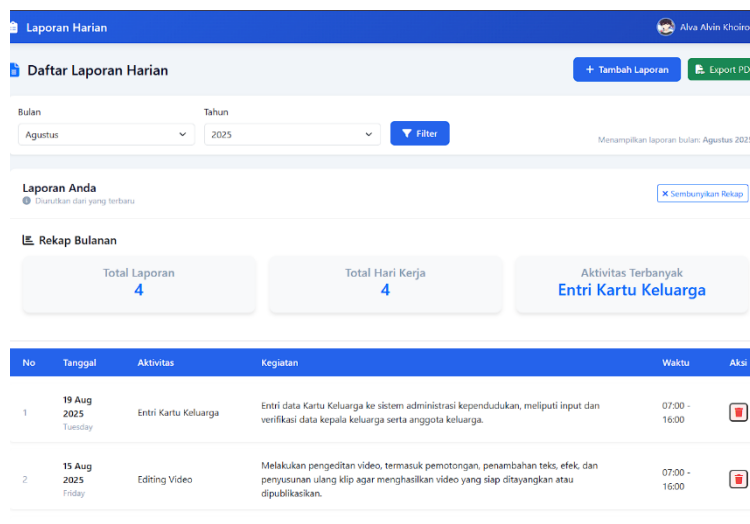 Laporan Harian
Alva Alvin Khoiro
Daftar Laporan Harian
+ Tambah Laporan
Export PD
Bulan
Tahun
Agustus
2025
Filter
Menampilkan laporan bulan: Agustus 2025
Laporan Anda
Diurutkan dari yang terbaru
× Sembunyikan Rekap
Rekap Bulanan
Total Laporan
4
Total Hari Kerja
4
Aktivitas Terbanyak
Entri Kartu Keluarga
No Tanggal Aktivitas Kegiatan Waktu Aksi
1
19 Aug
2025
Tuesday
Entri Kartu Keluarga
Entri data Kartu Keluarga ke sistem administrasi kependudukan, meliputi input dan
verifikasi data kepala keluarga serta anggota keluarga.
07:00 -
16:00
2
15 Aug
2025
Friday
Editing Video
Melakukan pengeditan video, termasuk pemotongan, penambahan teks, efek, dan
penyusunan ulang klip agar menghasilkan video yang siap ditayangkan atau
dipublikasikan.
07:00 -
16:00